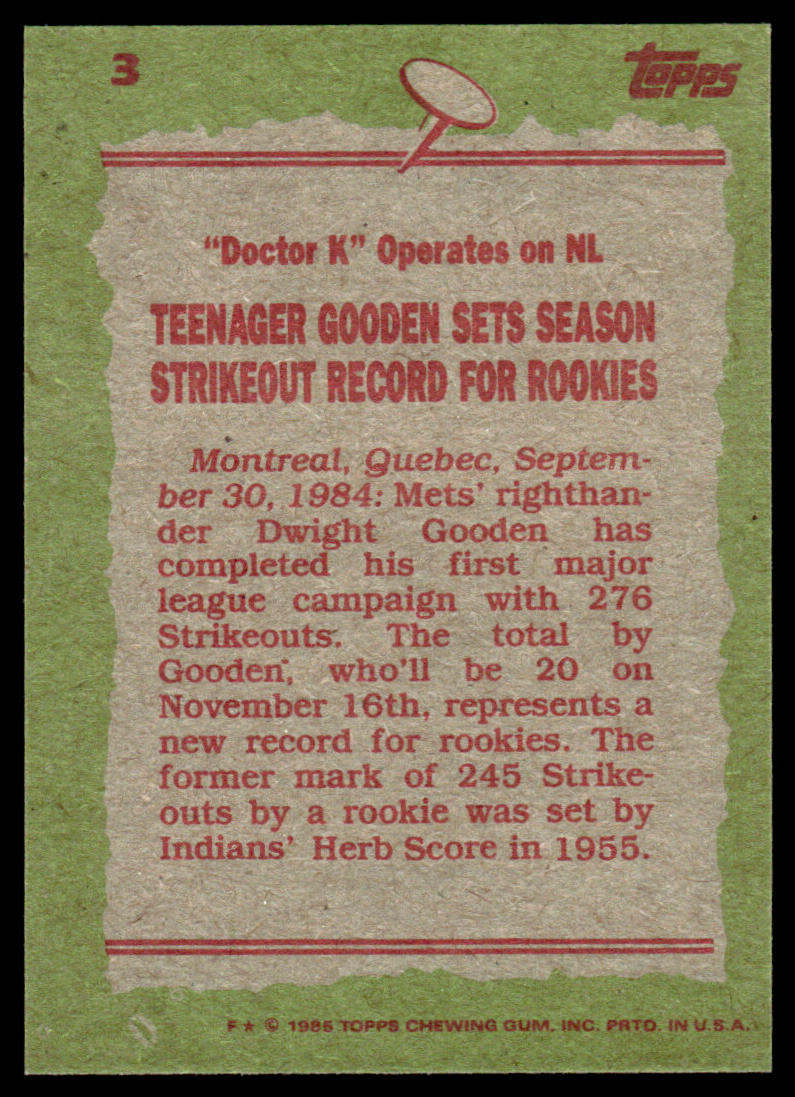 3
topps
“Doctor K” Operates on NL
TEENAGER GOODEN SETS SEASON
STRIKEOUT RECORD FOR ROOKIES
Montreal, Quebec, Septem-
ber 30, 1984: Mets’ righthan-
der Dwight Gooden has
completed his first major
league campaign with 276
Strikeouts. The total by
Gooden, who’ll be 20 on
November 16th, represents a
new record for rookies. The
former mark of 245 Strike-
outs by a rookie was set by
Indians’ Herb Score in 1955.
F★ © 1985 TOPPS CHEWING GUM, INC. PRTD. IN U.S.A.